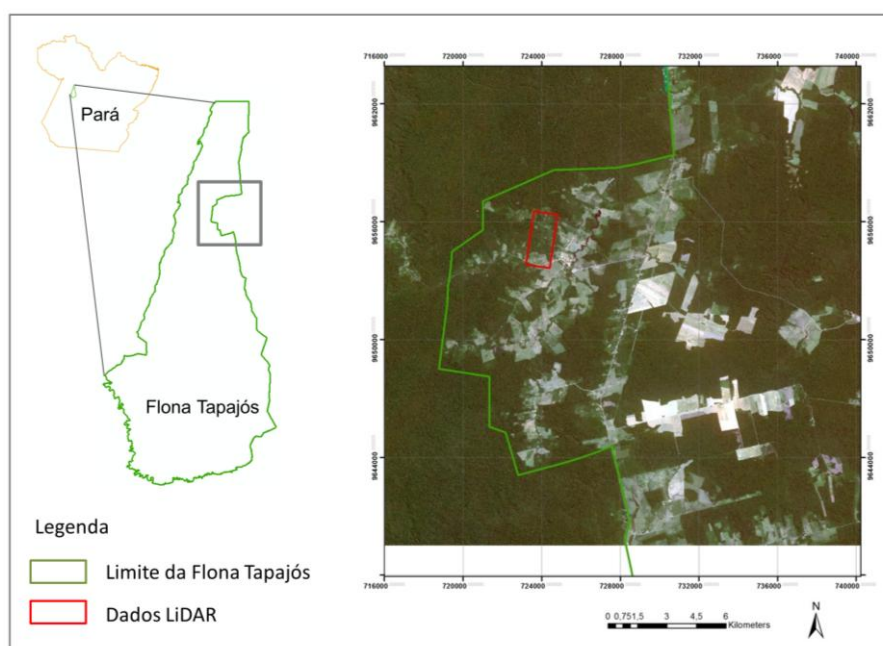 Pará
Flona Tapajós
Legenda
Limite da Flona Tapajós
Dados LiDAR
716000 720000 724000 728000 732000 736000 740000
9662000
9656000
9650000
9644000
716000 720000 724000 728000 732000 736000 740000
0 0,75 1,5 3 4,5 6
Kilometers
N